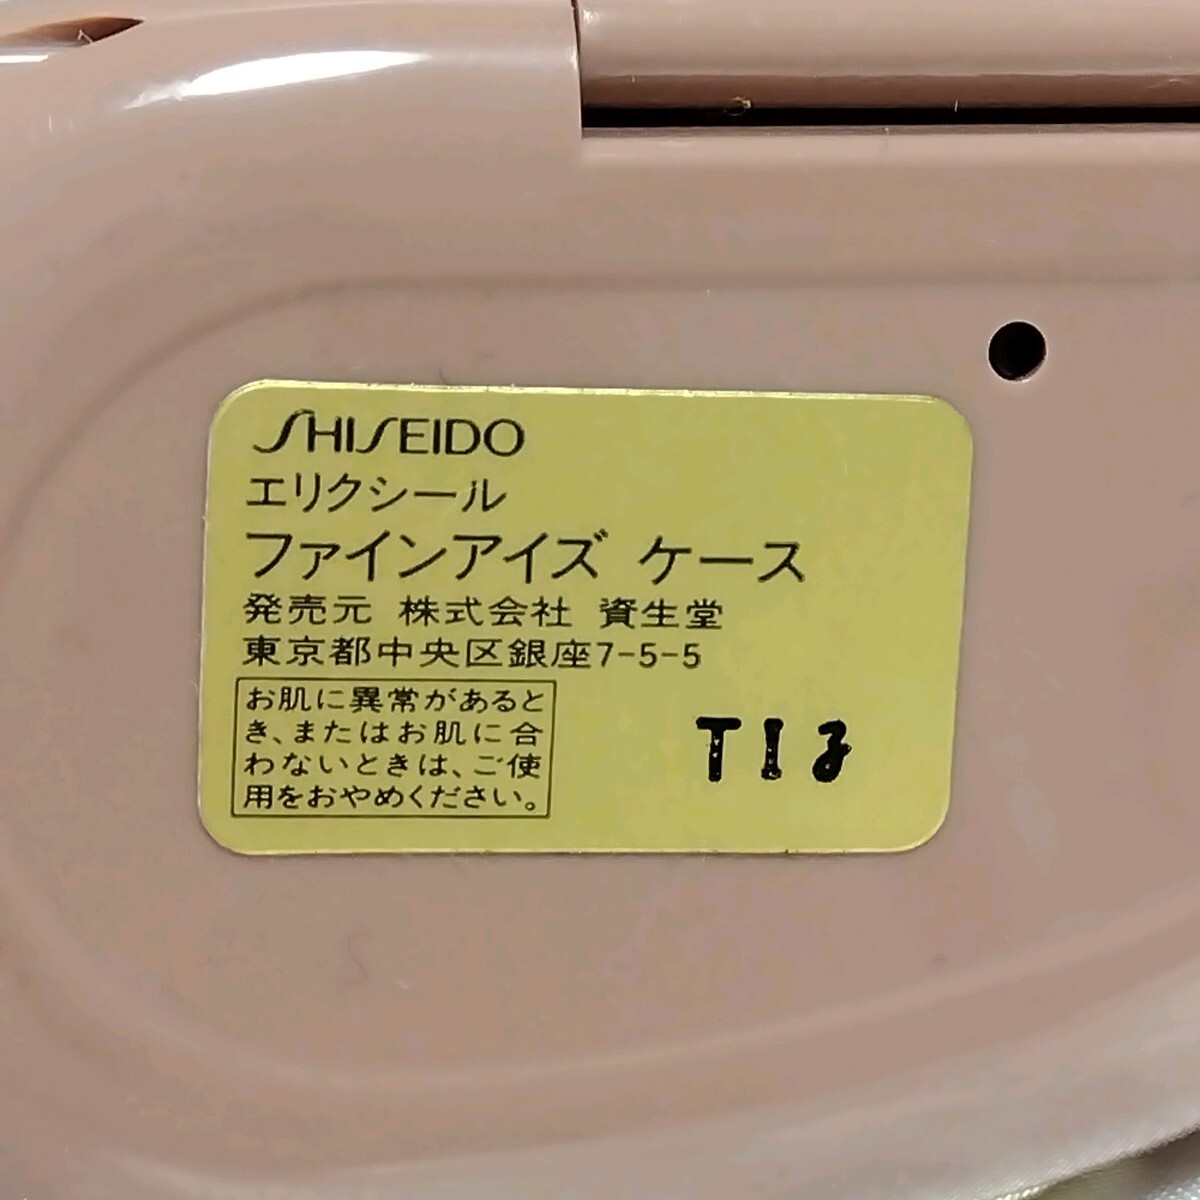 SHISEIDO
エリクシール
ファインアイズ ケース
発売元 株式会社 資生堂
東京都中央区銀座7-5-5
お肌に異常があると
き、またはお肌に合
わないときは、ご使
用をおやめください。